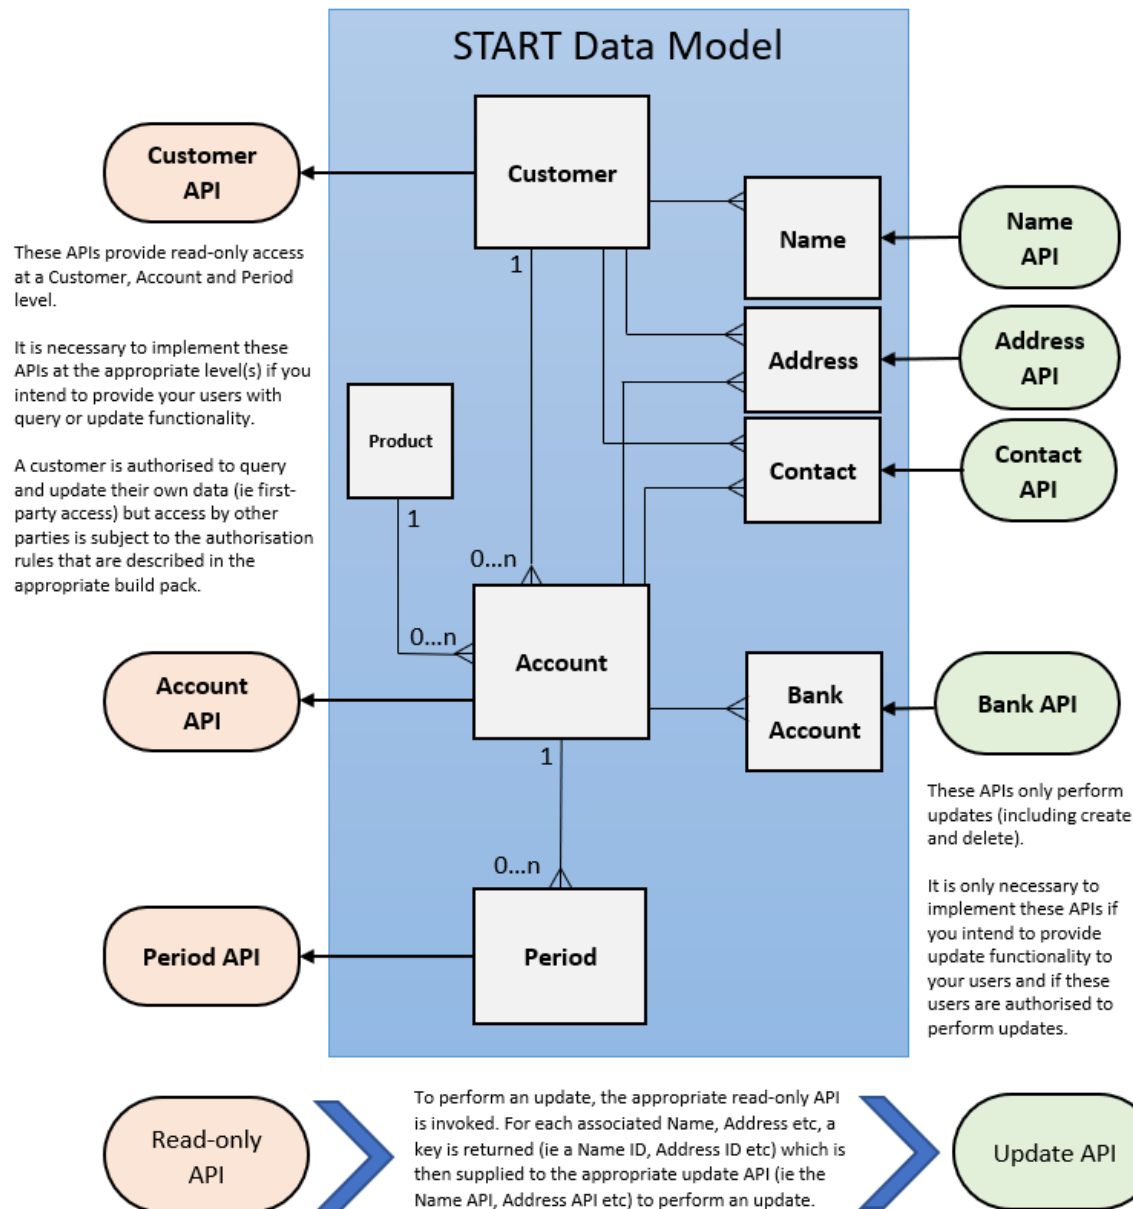 START Data Model
Customer
API
Customer
Name
Name
API
These APIs provide read-only access
at a Customer, Account and Period
level.
It is necessary to implement these
APIs at the appropriate level(s) if you
intend to provide your users with
query or update functionality.
A customer is authorised to query
and update their own data (ie first-
party access) but access by other
parties is subject to the authorisation
rules that are described in the
appropriate build pack.
1
Address
Address
API
Product
1
Contact
Contact
API
0...n
0...n
Account
Account
API
1
Bank
Account
Bank API
These APIs only perform
updates (including create
and delete).
It is only necessary to
implement these APIs if
you intend to provide
update functionality to
your users and if these
users are authorised to
perform updates.
0...n
Period API
Period
Read-only
API
To perform an update, the appropriate read-only API
is invoked. For each associated Name, Address etc, a
key is returned (ie a Name ID, Address ID etc) which is
then supplied to the appropriate update API (ie the
Name API, Address API etc) to perform an update.
Update API